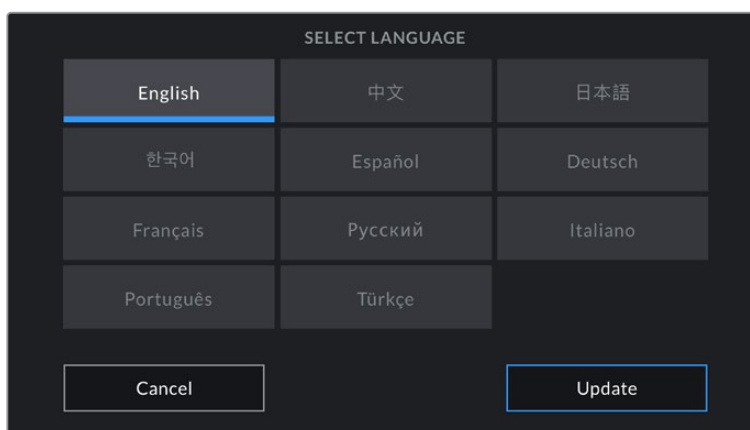 SELECT LANGUAGE
English 中文 日本語
한국어 Español Deutsch
Français Русский Italiano
Português Türkçe
Cancel Update